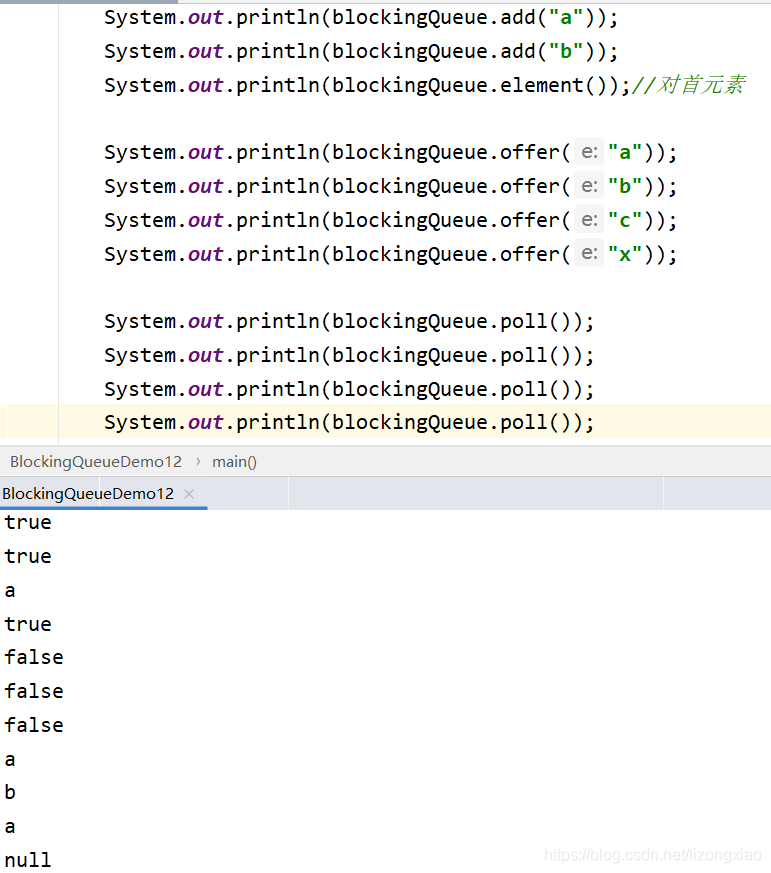 System.out.println(blockingQueue.add("a"));
System.out.println(blockingQueue.add("b"));
System.out.println(blockingQueue.element());//对首元素
System.out.println(blockingQueue.offer( e: "a"));
System.out.println(blockingQueue.offer( e: "b"));
System.out.println(blockingQueue.offer( e: "c"));
System.out.println(blockingQueue.offer( e: "x"));
System.out.println(blockingQueue.poll());
System.out.println(blockingQueue.poll());
System.out.println(blockingQueue.poll());
System.out.println(blockingQueue.poll());
BlockingQueueDemo12 › main()
BlockingQueueDemo12 ×
true
true
a
true
false
false
false
a
b
a
null
https://blog.csdn.net/lizongxiao